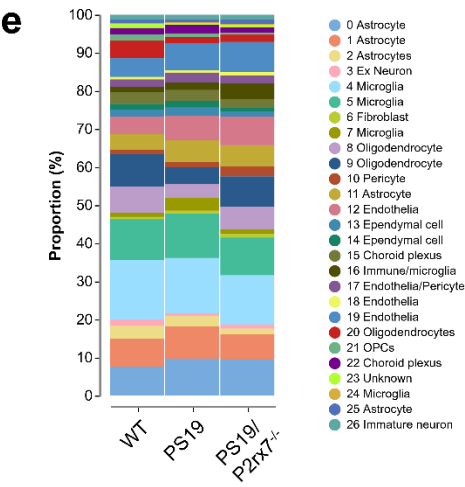 e
Proportion (%)
100
90
80
70
60
50
40
30
20
10
0
WT
PS19
PS19/
P2rx7-/-
0 Astrocyte
1 Astrocyte
2 Astrocytes
3 Ex Neuron
4 Microglia
5 Microglia
6 Fibroblast
7 Microglia
8 Oligodendrocyte
9 Oligodendrocyte
10 Pericyte
11 Astrocyte
12 Endothelia
13 Ependymal cell
14 Ependymal cell
15 Choroid plexus
16 Immune/microglia
17 Endothelia/Pericyte
18 Endothelia
19 Endothelia
20 Oligodendrocytes
21 OPCs
22 Choroid plexus
23 Unknown
24 Microglia
25 Astrocyte
26 Immature neuron